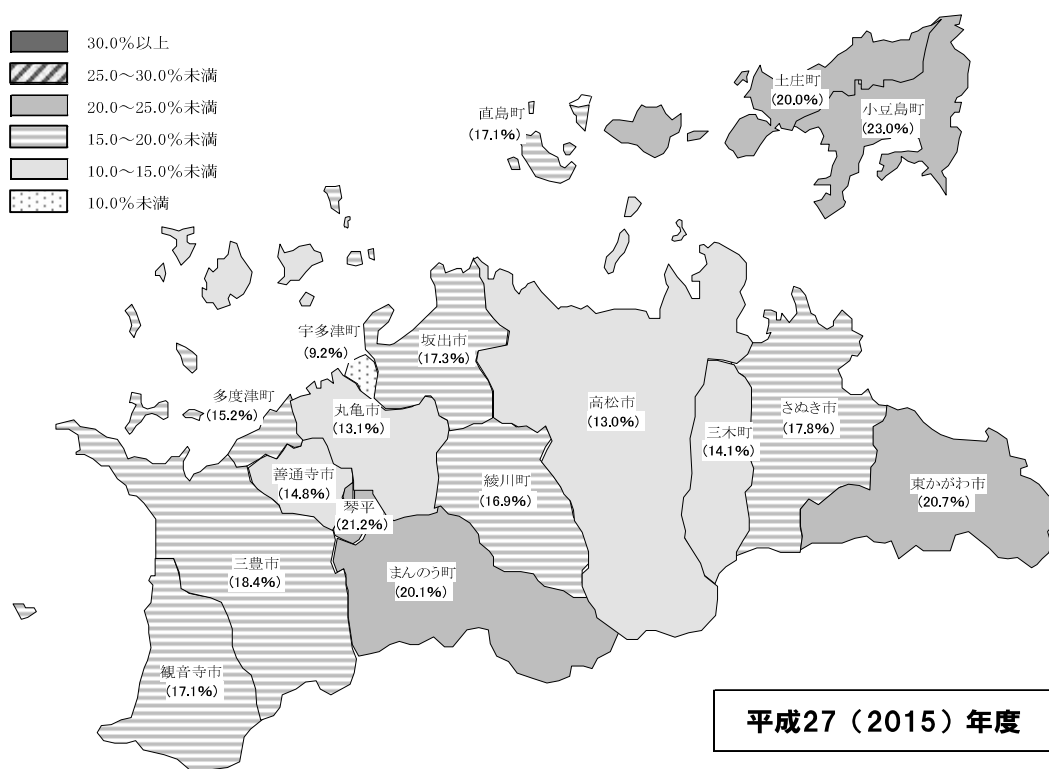 30.0%以上
25.0～30.0%未満
20.0～25.0%未満
15.0～20.0%未満
10.0～15.0%未満
10.0%未満
土庄町
(20.0%)
小豆島町
(23.0%)
直島町
(17.1%)
宇多津町
(9.2%)
坂出市
(17.3%)
多度津町
(15.2%)
丸亀市
(13.1%)
高松市
(13.0%)
三木町
(14.1%)
さぬき市
(17.8%)
善通寺市
(14.8%)
琴平
(21.2%)
綾川町
(16.9%)
東かがわ市
(20.7%)
三豊市
(18.4%)
まんのう町
(20.1%)
観音寺市
(17.1%)
平成27（2015）年度